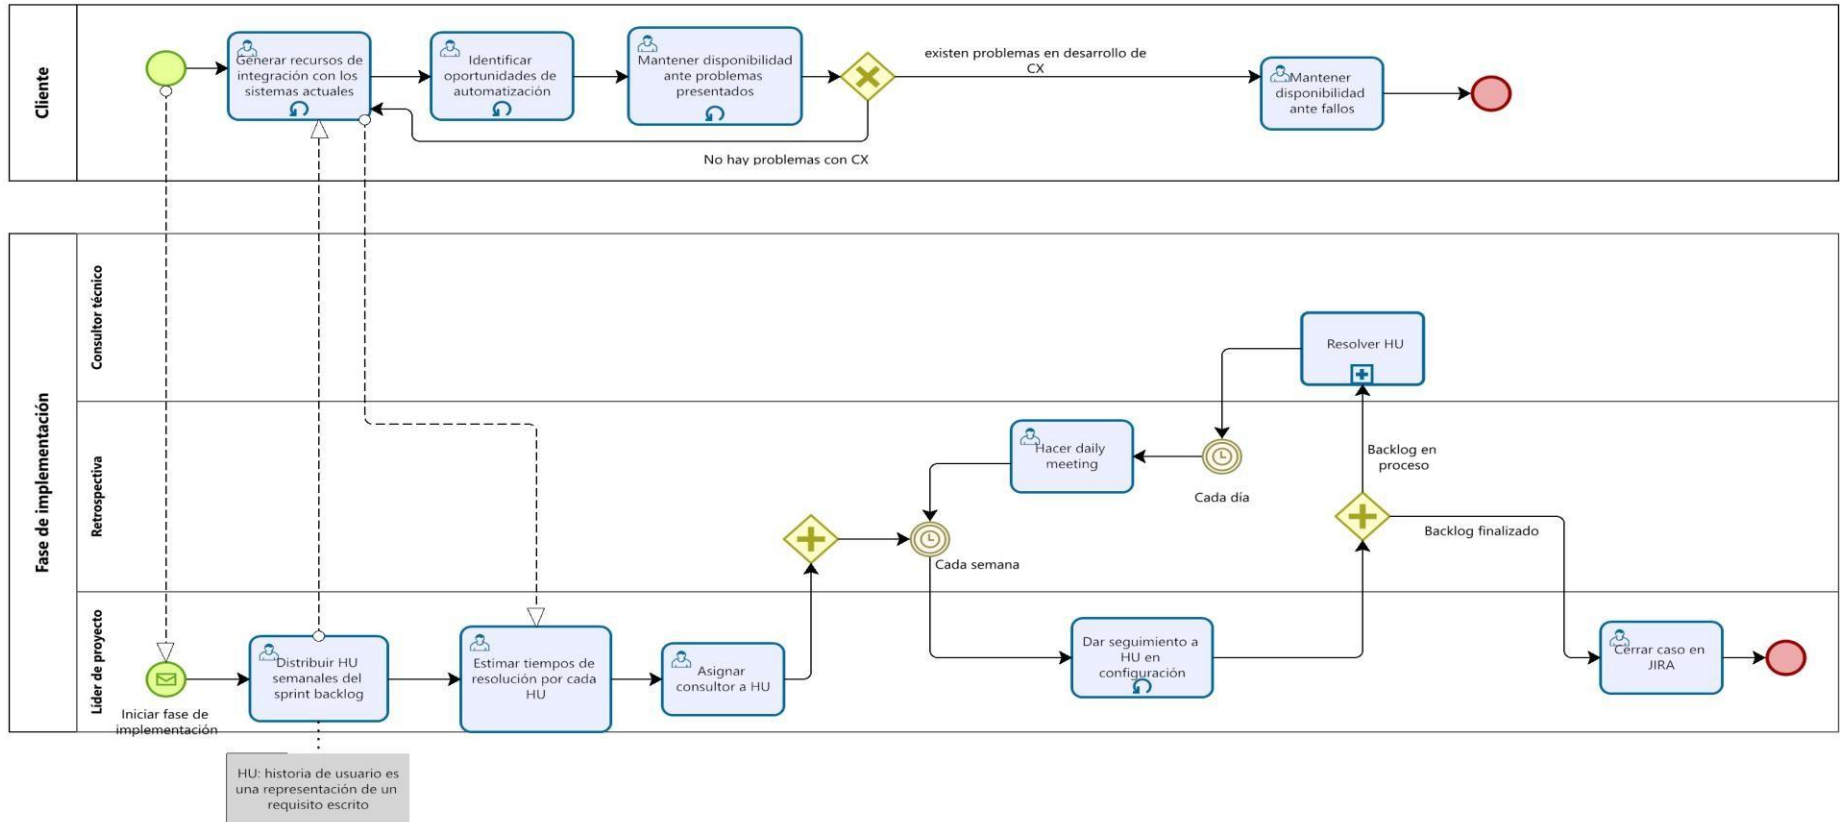 Cliente
Generar recursos de
integración con los
sistemas actuales
Identificar
oportunidades de
automatización
Mantener disponibilidad
ante problemas
presentados
existen problemas en desarrollo de
CX
No hay problemas con CX
Mantener
disponibilidad
ante fallos
Fase de implementación
Consultor técnico
Resolver HU
Retrospectiva
Hacer daily
meeting
Cada día
Backlog en
proceso
Cada semana
Backlog finalizado
Líder de proyecto
Iniciar fase de
implementación
Distribuir HU
semanales del
sprint backlog
Estimar tiempos de
resolución por cada
HU
Asignar
consultor a HU
Dar seguimiento a
HU en
configuración
Cerrar caso en
JIRA
HU: historia de usuario es
una representación de un
requisito escrito